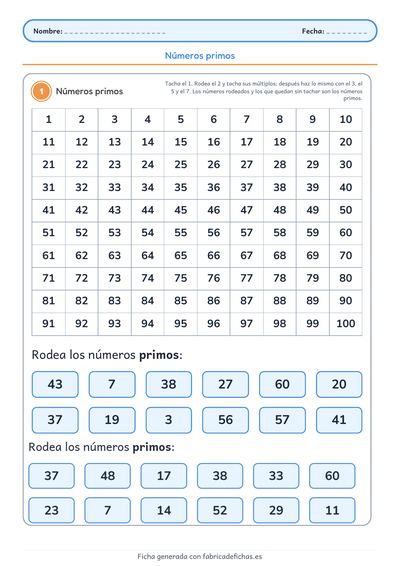 Nombre: Fecha:
Números primos
1 Números primos
Tacha el 1. Rodea el 2 y tacha sus múltiplos; después haz lo mismo con el 3, el
5 y el 7. Los números rodeados y los que quedan sin tachar son los números
primos.
1 2 3 4 5 6 7 8 9 10
11 12 13 14 15 16 17 18 19 20
21 22 23 24 25 26 27 28 29 30
31 32 33 34 35 36 37 38 39 40
41 42 43 44 45 46 47 48 49 50
51 52 53 54 55 56 57 58 59 60
61 62 63 64 65 66 67 68 69 70
71 72 73 74 75 76 77 78 79 80
81 82 83 84 85 86 87 88 89 90
91 92 93 94 95 96 97 98 99 100
Rodea los números primos:
43 7 38 27 60 20
37 19 3 56 57 41
Rodea los números primos:
37 48 17 38 33 60
23 7 14 52 29 11
Ficha generada con fabricadefichas.es